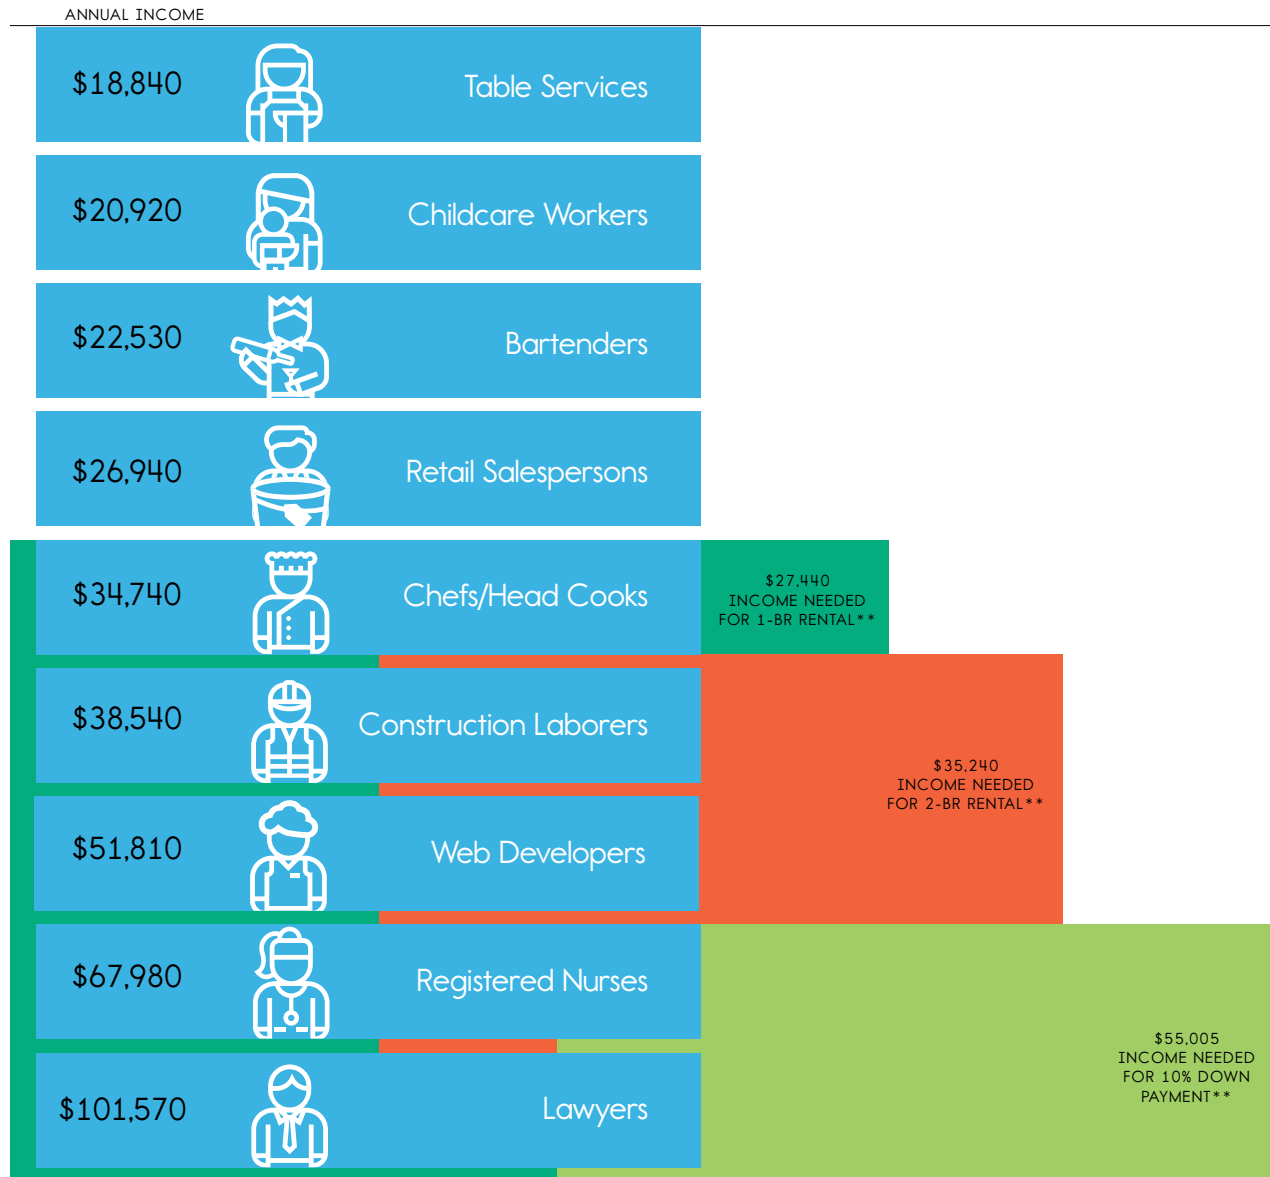 ANNUAL INCOME
$18,840 Table Services
$20,920 Childcare Workers
$22,530 Bartenders
$26,940 Retail Salespersons
$34,740 Chefs/Head Cooks
$27,440
INCOME NEEDED
FOR 1-BR RENTAL**
$38,540 Construction Laborers
$35,240
INCOME NEEDED
FOR 2-BR RENTAL**
$51,810 Web Developers
$67,980 Registered Nurses
$55,005
INCOME NEEDED
FOR 10% DOWN
PAYMENT**
$101,570 Lawyers